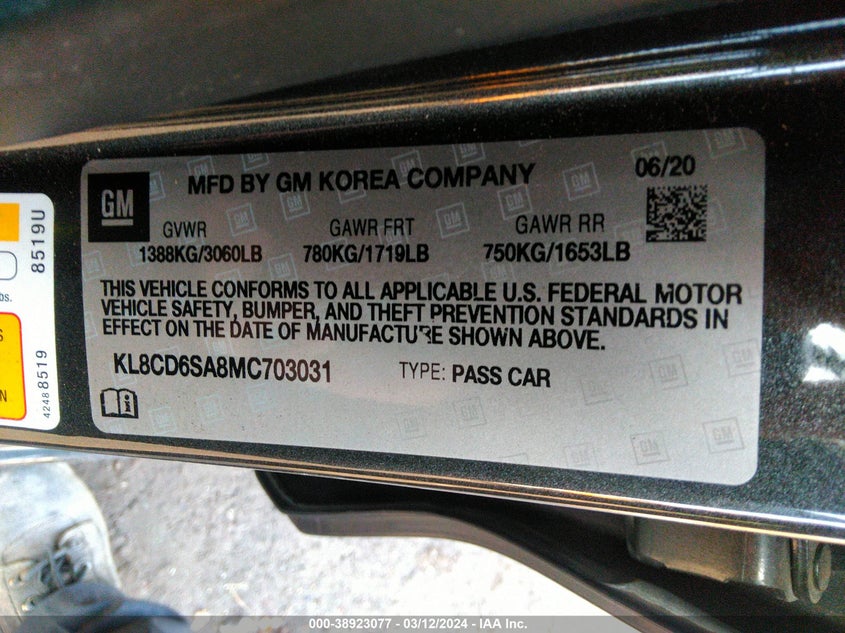 GM
MFD BY GM KOREA COMPANY
06/20
GVWR GAWR FRT GAWR RR
1388KG/3060LB 780KG/1719LB 750KG/1653LB
THIS VEHICLE CONFORMS TO ALL APPLICABLE U.S. FEDERAL MOTOR
VEHICLE SAFETY, BUMPER, AND THEFT PREVENTION STANDARDS IN
EFFECT ON THE DATE OF MANUFACTURE SHOWN ABOVE.
KL8CD6SA8MC703031 TYPE: PASS CAR
8519U
42488519
bs.
S
N
000-38923077 - 03/12/2024 - IAA Inc.